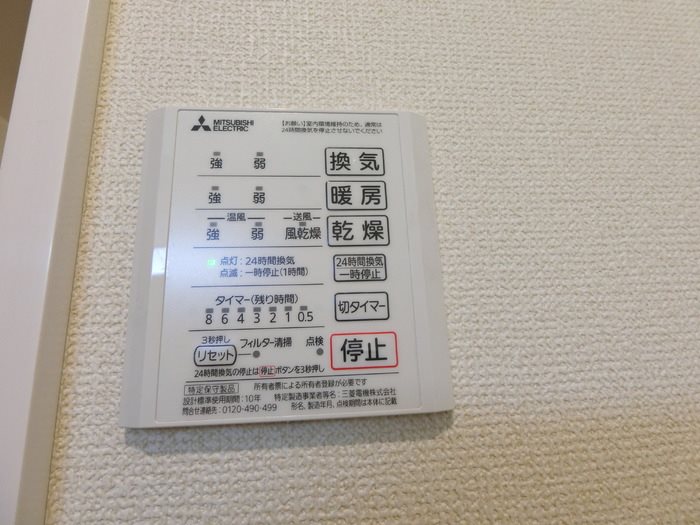 MITSUBISHI
ELECTRIC
【お願い】室内環境維持のため、通常は
24時間換気を停止させないでください
強 弱 換気
強 弱 暖房
温風 送風
強 弱 風乾燥 乾燥
点灯：24時間換気
点滅：一時停止(1時間)
24時間換気
一時停止
タイマー(残り時間)
8 6 4 3 2 1 0.5
切タイマー
3秒押し
リセット フィルター清掃 点検
停止
24時間換気の停止は停止ボタンを3秒押し
特定保守製品 所有者票による所有者登録が必要です
設計標準使用期間：10年 特定製造事業者等名：三菱電機株式会社
問合せ連絡先：0120-490-499 形名、製造年月、点検期間は本体に記載